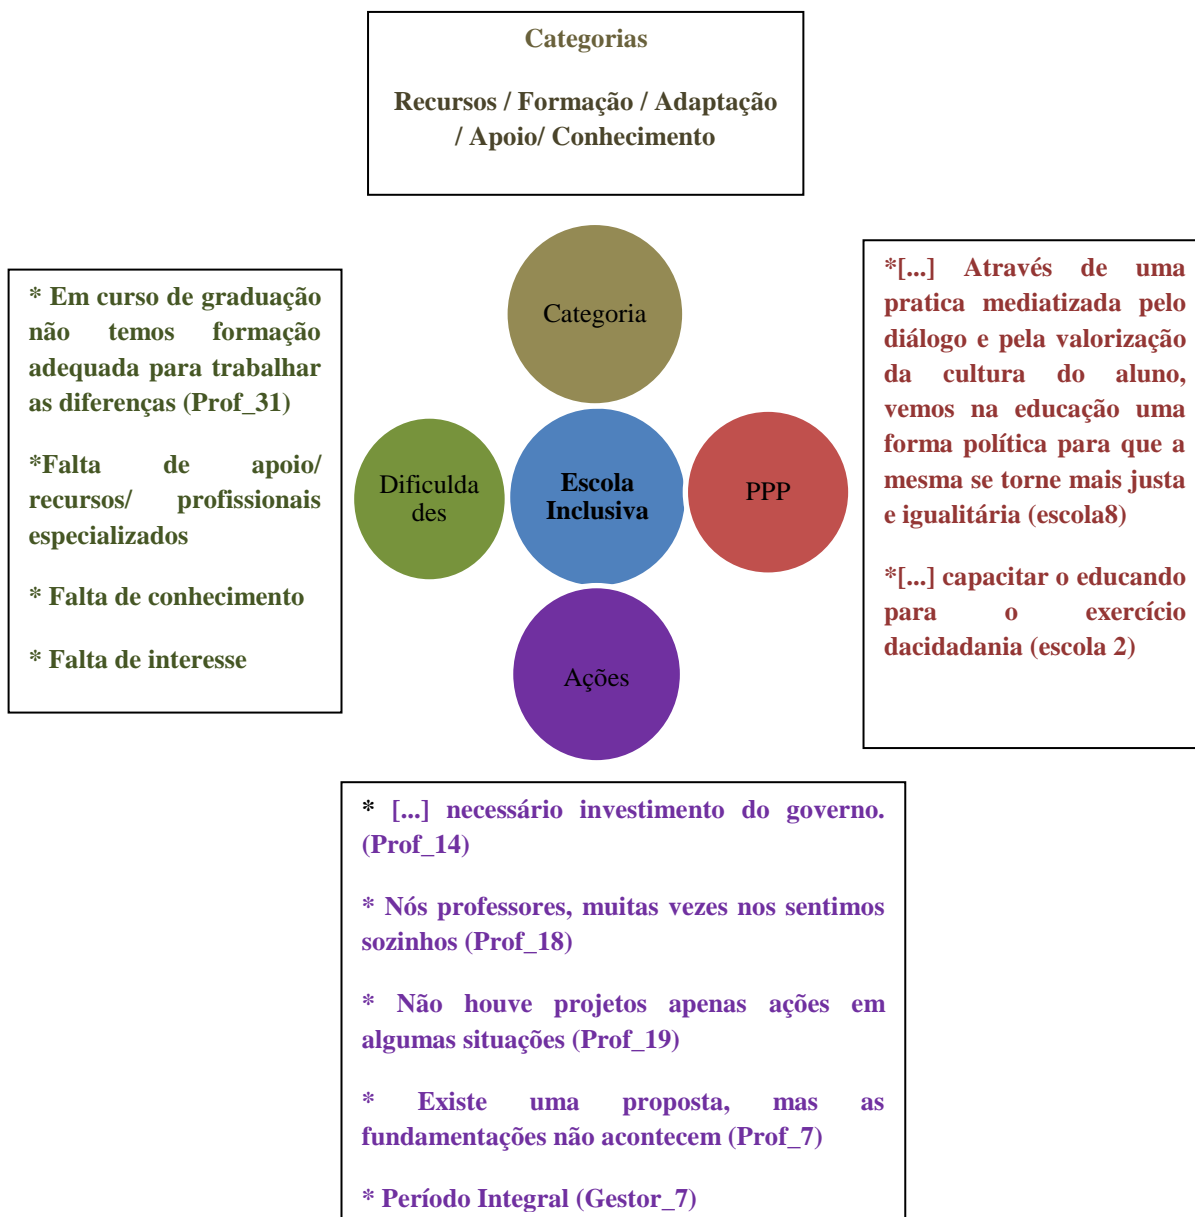 Categorias
Recursos / Formação / Adaptação
/ Apoio/ Conhecimento
Categoria
* Em curso de graduação
não temos formação
adequada para trabalhar
as diferenças (Prof_31)
*Falta de apoio/
recursos/ profissionais
especializados
* Falta de conhecimento
* Falta de interesse
Dificulda
des
Escola
Inclusiva
PPP
*[...] Através de uma
pratica mediatizada pelo
diálogo e pela valorização
da cultura do aluno,
vemos na educação uma
forma política para que a
mesma se torne mais justa
e igualitária (escola8)
*[...] capacitar o educando
para o exercício
dacidadania (escola 2)
Ações
* [...] necessário investimento do governo.
(Prof_14)
* Nós professores, muitas vezes nos sentimos
sozinhos (Prof_18)
* Não houve projetos apenas ações em
algumas situações (Prof_19)
* Existe uma proposta, mas as
fundamentações não acontecem (Prof_7)
* Período Integral (Gestor_7)